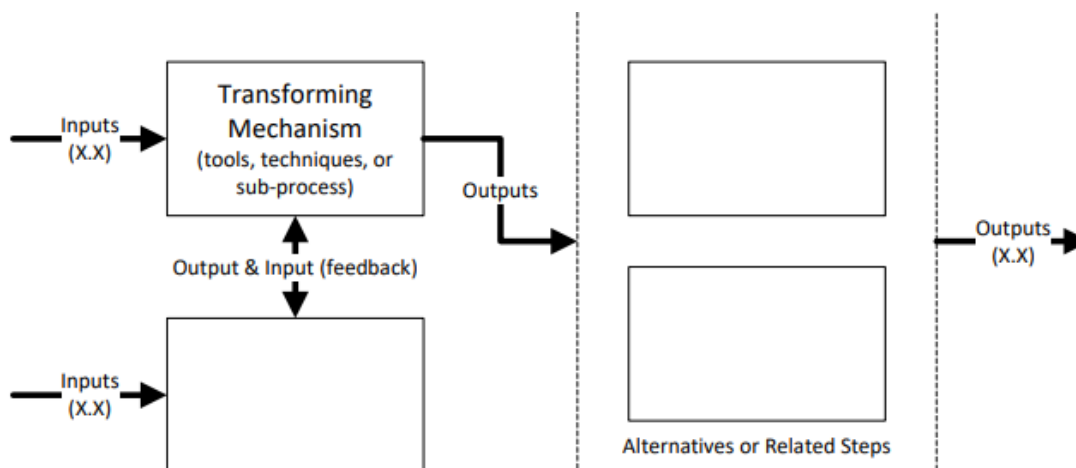 Inputs
(X.X)
Transforming
Mechanism
(tools, techniques, or
sub-process)
Outputs
Output & Input (feedback)
Inputs
(X.X)
Alternatives or Related Steps
Outputs
(X.X)